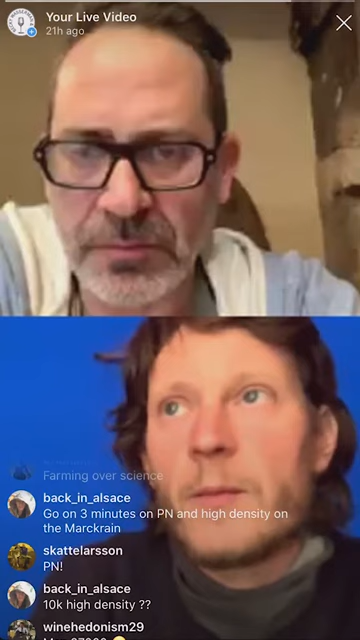 Your Live Video
21h ago
Farming over science
back_in_alsace
Go on 3 minutes on PN and high density on
the Marckrain
skattelarsson
PN!
back_in_alsace
10k high density ??
winehedonism29